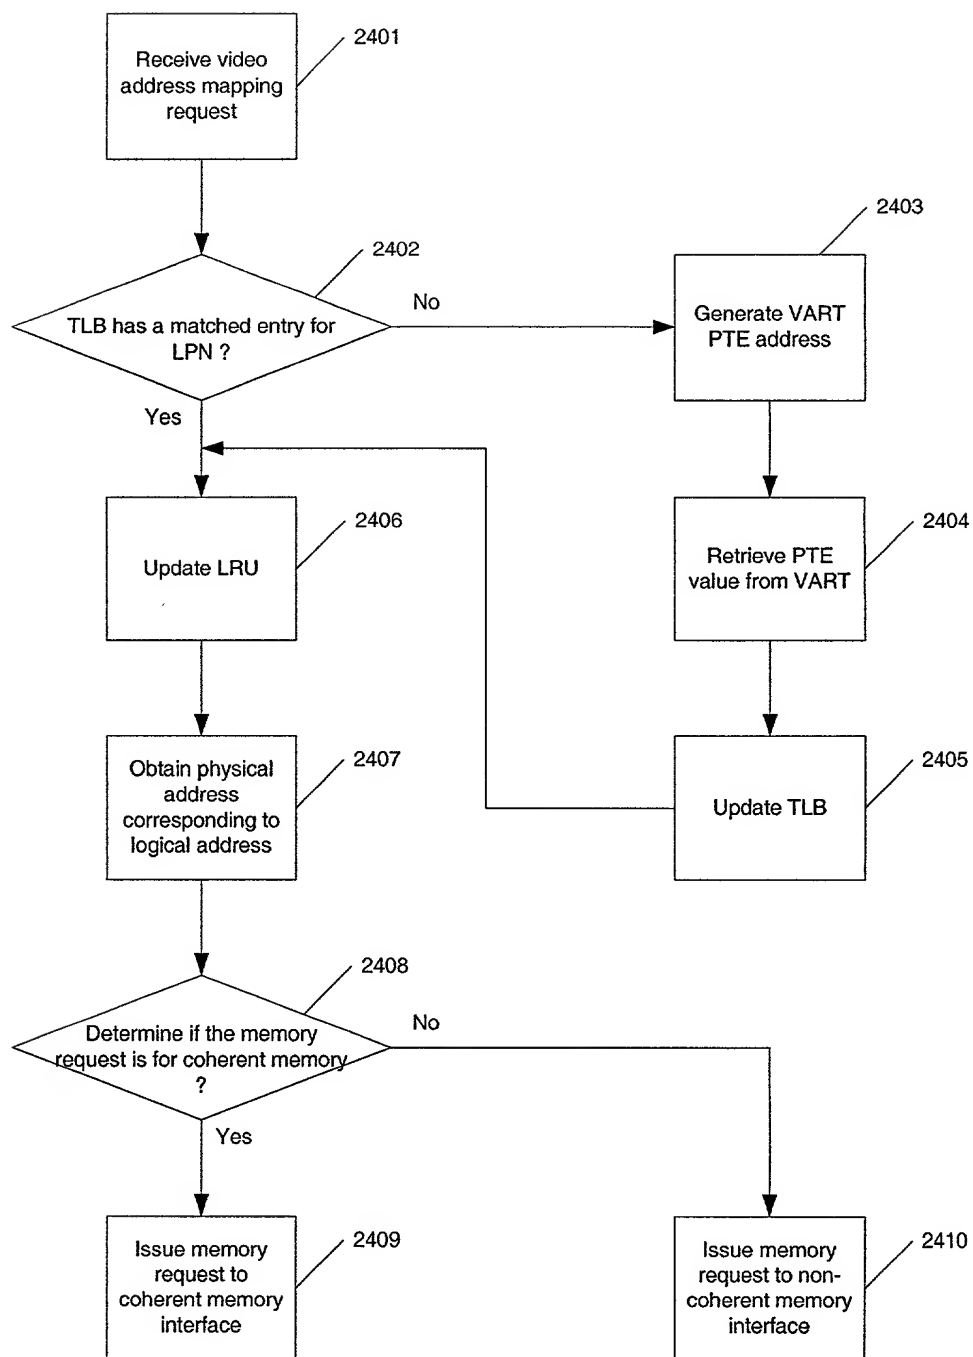 2401
Receive video
address mapping
request
2403
2402
No
TLB has a matched entry for
LPN ?
Generate VART
PTE address
Yes
2406
2404
Update LRU
Retrieve PTE
value from VART
2407
2405
Obtain physical
address
corresponding to
logical address
Update TLB
2408
No
Determine if the memory
request is for coherent memory
?
Yes
2409
2410
Issue memory
request to
coherent memory
interface
Issue memory
request to non-
coherent memory
interface